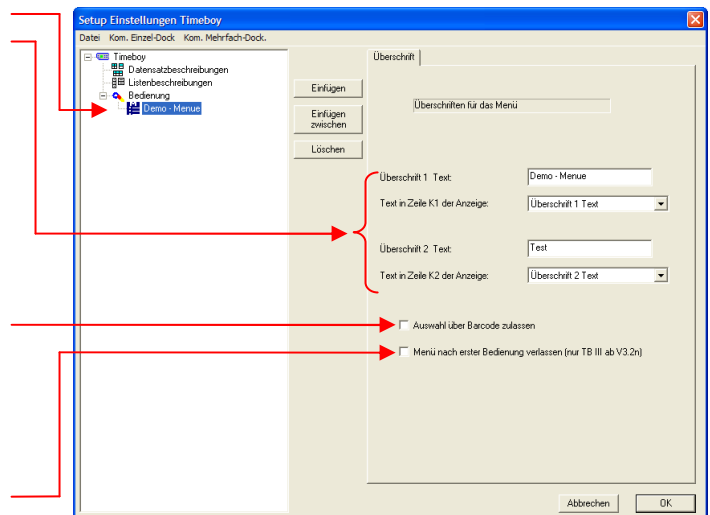 Setup Einstellungen Timeboy
Datei Kom. Einzel-Dock Kom. Mehrfach-Dock.
Timeboy
Datensatzbeschreibungen
Listenbeschreibungen
Bedienung
Demo - Menue
Einfügen
Einfügen
zwischen
Löschen
Überschrift
Überschriften für das Menü
Überschrift 1 Text: Demo - Menue
Text in Zeile K1 der Anzeige: Überschrift 1 Text
Überschrift 2 Text: Test
Text in Zeile K2 der Anzeige: Überschrift 2 Text
Auswahl über Barcode zulassen
Menü nach erster Bedienung verlassen (nur TB III ab V3.2n)
Abbrechen OK